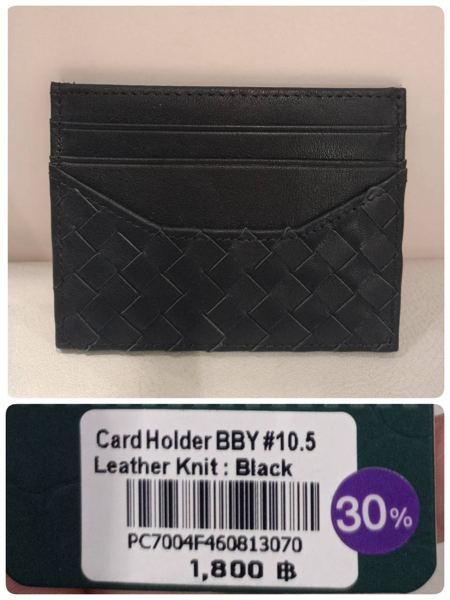 Card Holder BBY #10.5
Leather Knit : Black
30%
PC7004F460813070
1,800 ฿